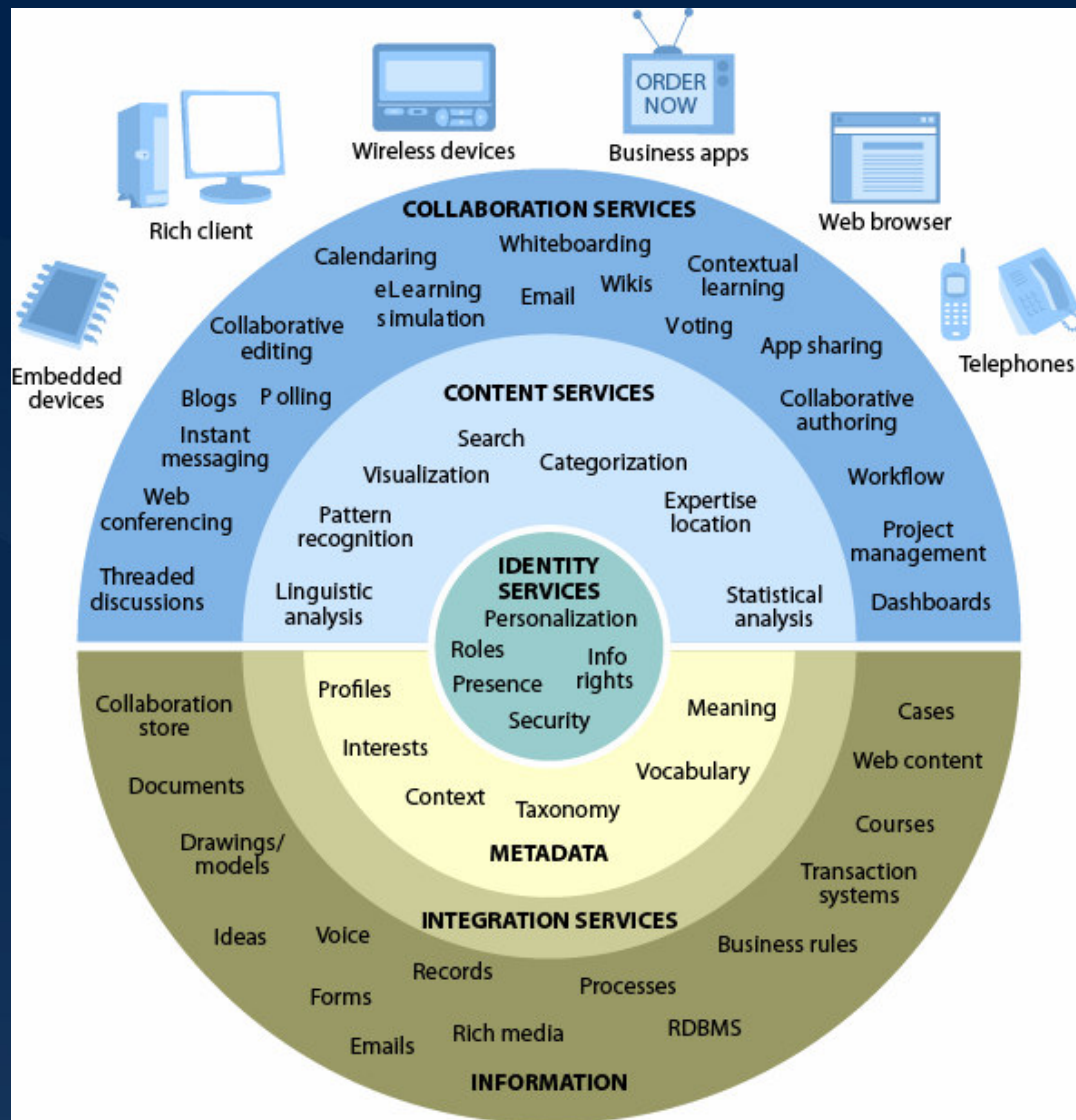 ORDER
NOW
Wireless devices
Business apps
Rich client
Web browser
Embedded
devices
Telephones
COLLABORATION SERVICES
Calendaring
Whiteboarding
Contextual
learning
eLearning
simulation
Email
Wikis
Collaborative
editing
Voting
App sharing
Blogs
Polling
Collaborative
authoring
Instant
messaging
Workflow
Web
conferencing
Project
management
Threaded
discussions
Dashboards
CONTENT SERVICES
Search
Visualization
Categorization
Pattern
recognition
Expertise
location
Linguistic
analysis
Statistical
analysis
IDENTITY
SERVICES
Personalization
Roles
Info
rights
Presence
Security
Profiles
Meaning
Interests
Vocabulary
Context
Taxonomy
METADATA
INTEGRATION SERVICES
Collaboration
store
Cases
Documents
Web content
Drawings/
models
Courses
Transaction
systems
Ideas
Voice
Business rules
Records
Forms
Processes
Emails
Rich media
RDBMS
INFORMATION